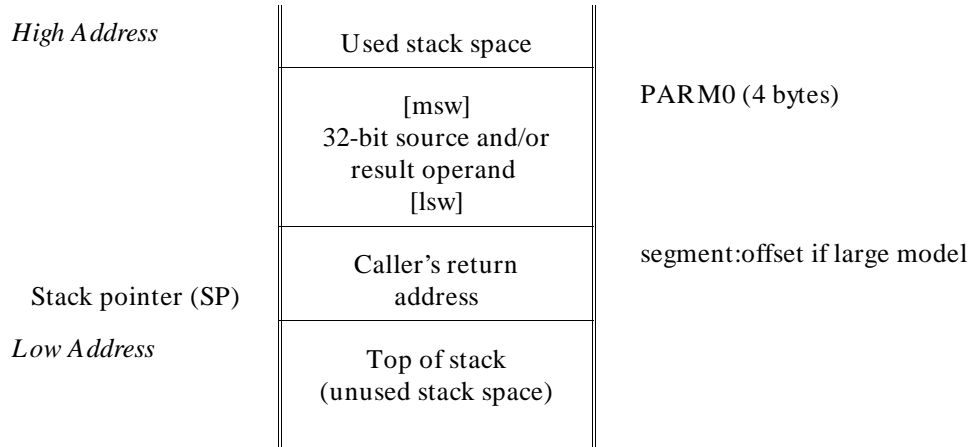 High Address
Used stack space
[msw]
32-bit source and/or
result operand
[lsw]
PARM0 (4 bytes)
Caller's return
address
segment:offset if large model
Stack pointer (SP)
Low Address
Top of stack
(unused stack space)